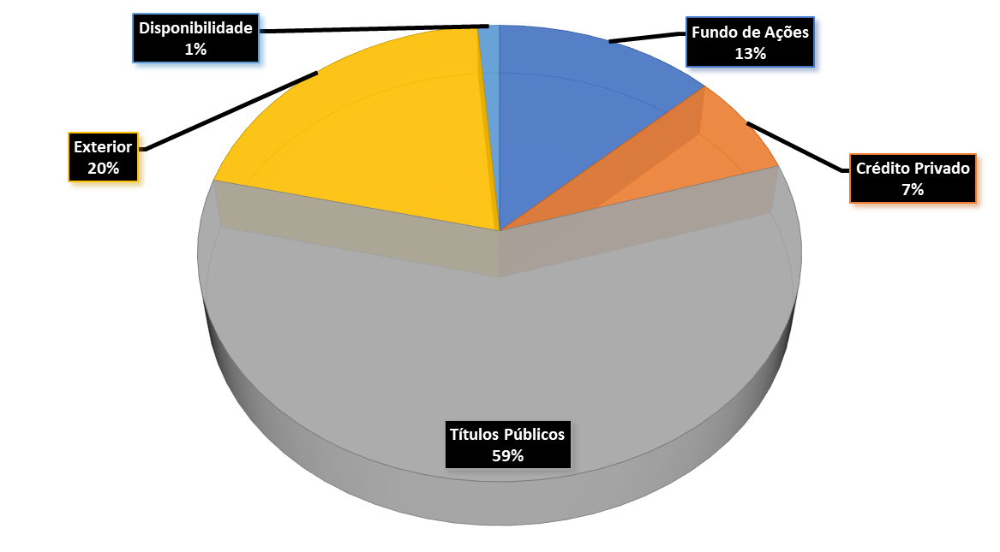 Disponibilidade
1%
Fundo de Ações
13%
Exterior
20%
Crédito Privado
7%
Títulos Públicos
59%